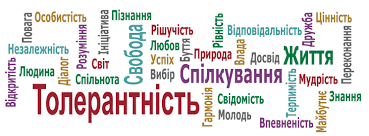 Відкритість
Незалежність
Повага
Людина
Особистість
Діалог
Розуміння
Спільнота
Світ
Ініціатива
Пізнання
Свобода
Рішучість
Любов
Успіх
Вибір
Буття
Природа
Рівність
Спілкування
Відповідальність
Влада
Досвід
Дружба
Життя
Цінність
Переконання
Толерантність
Гармонія
Свідомість
Молодь
Впевненість
Терпимість
Мудрість
Майбутнє
Знання